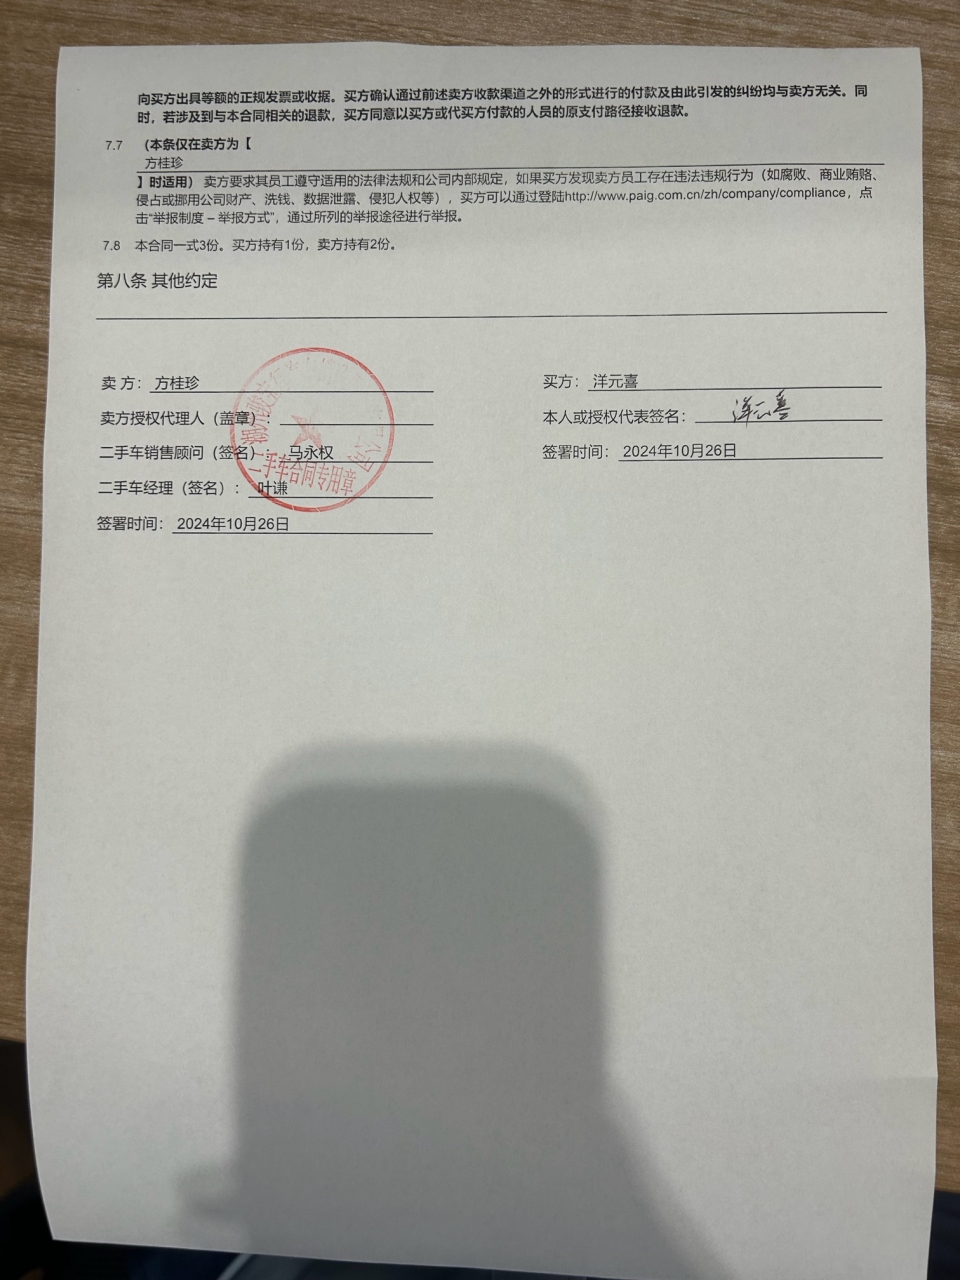 向买方出具等额的正规发票或收据。买方确认通过前述卖方收款渠道之外的形式进行的付款及由此引发的纠纷均与卖方无关。同
时，若涉及到与本合同相关的退款，买方同意以买方或代买方付款的人员的原支付路径接收退款。
7.7 （本条仅在卖方为【
方桂珍
】时适用）卖方要求其员工遵守适用的法律法规和公司内部规定，如果买方发现卖方员工存在违法违规行为（如腐败、商业贿赂、
侵占或挪用公司财产、洗钱、数据泄露、侵犯人权等），买方可以通过登陆http://www.paig.com.cn/zh/company/compliance，点
击“举报制度 – 举报方式”，通过所列的举报途径进行举报。
7.8 本合同一式3份。买方持有1份，卖方持有2份。
第八条 其他约定
卖 方： 方桂珍
卖方授权代理人（盖章）：
二手车销售顾问（签名）： 马永权
二手车经理（签名）： 叶谦
签署时间： 2024年10月26日
二手车合同专用章
买方： 洋元喜
本人或授权代表签名： 洋元喜
签署时间： 2024年10月26日